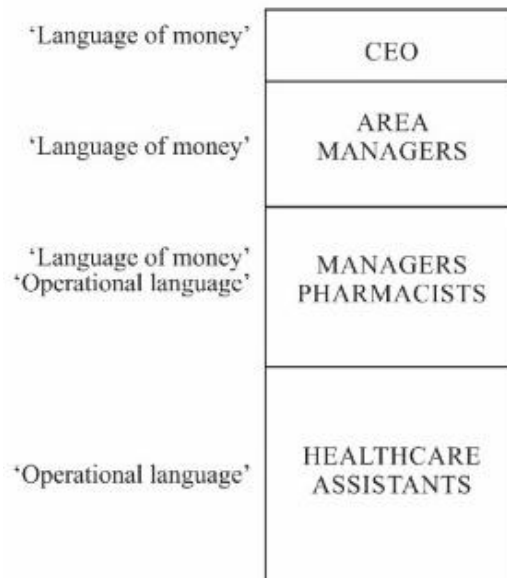 ‘Language of money’
CEO
‘Language of money’
AREA
MANAGERS
‘Language of money’
‘Operational language’
MANAGERS
PHARMACISTS
‘Operational language’
HEALTHCARE
ASSISTANTS